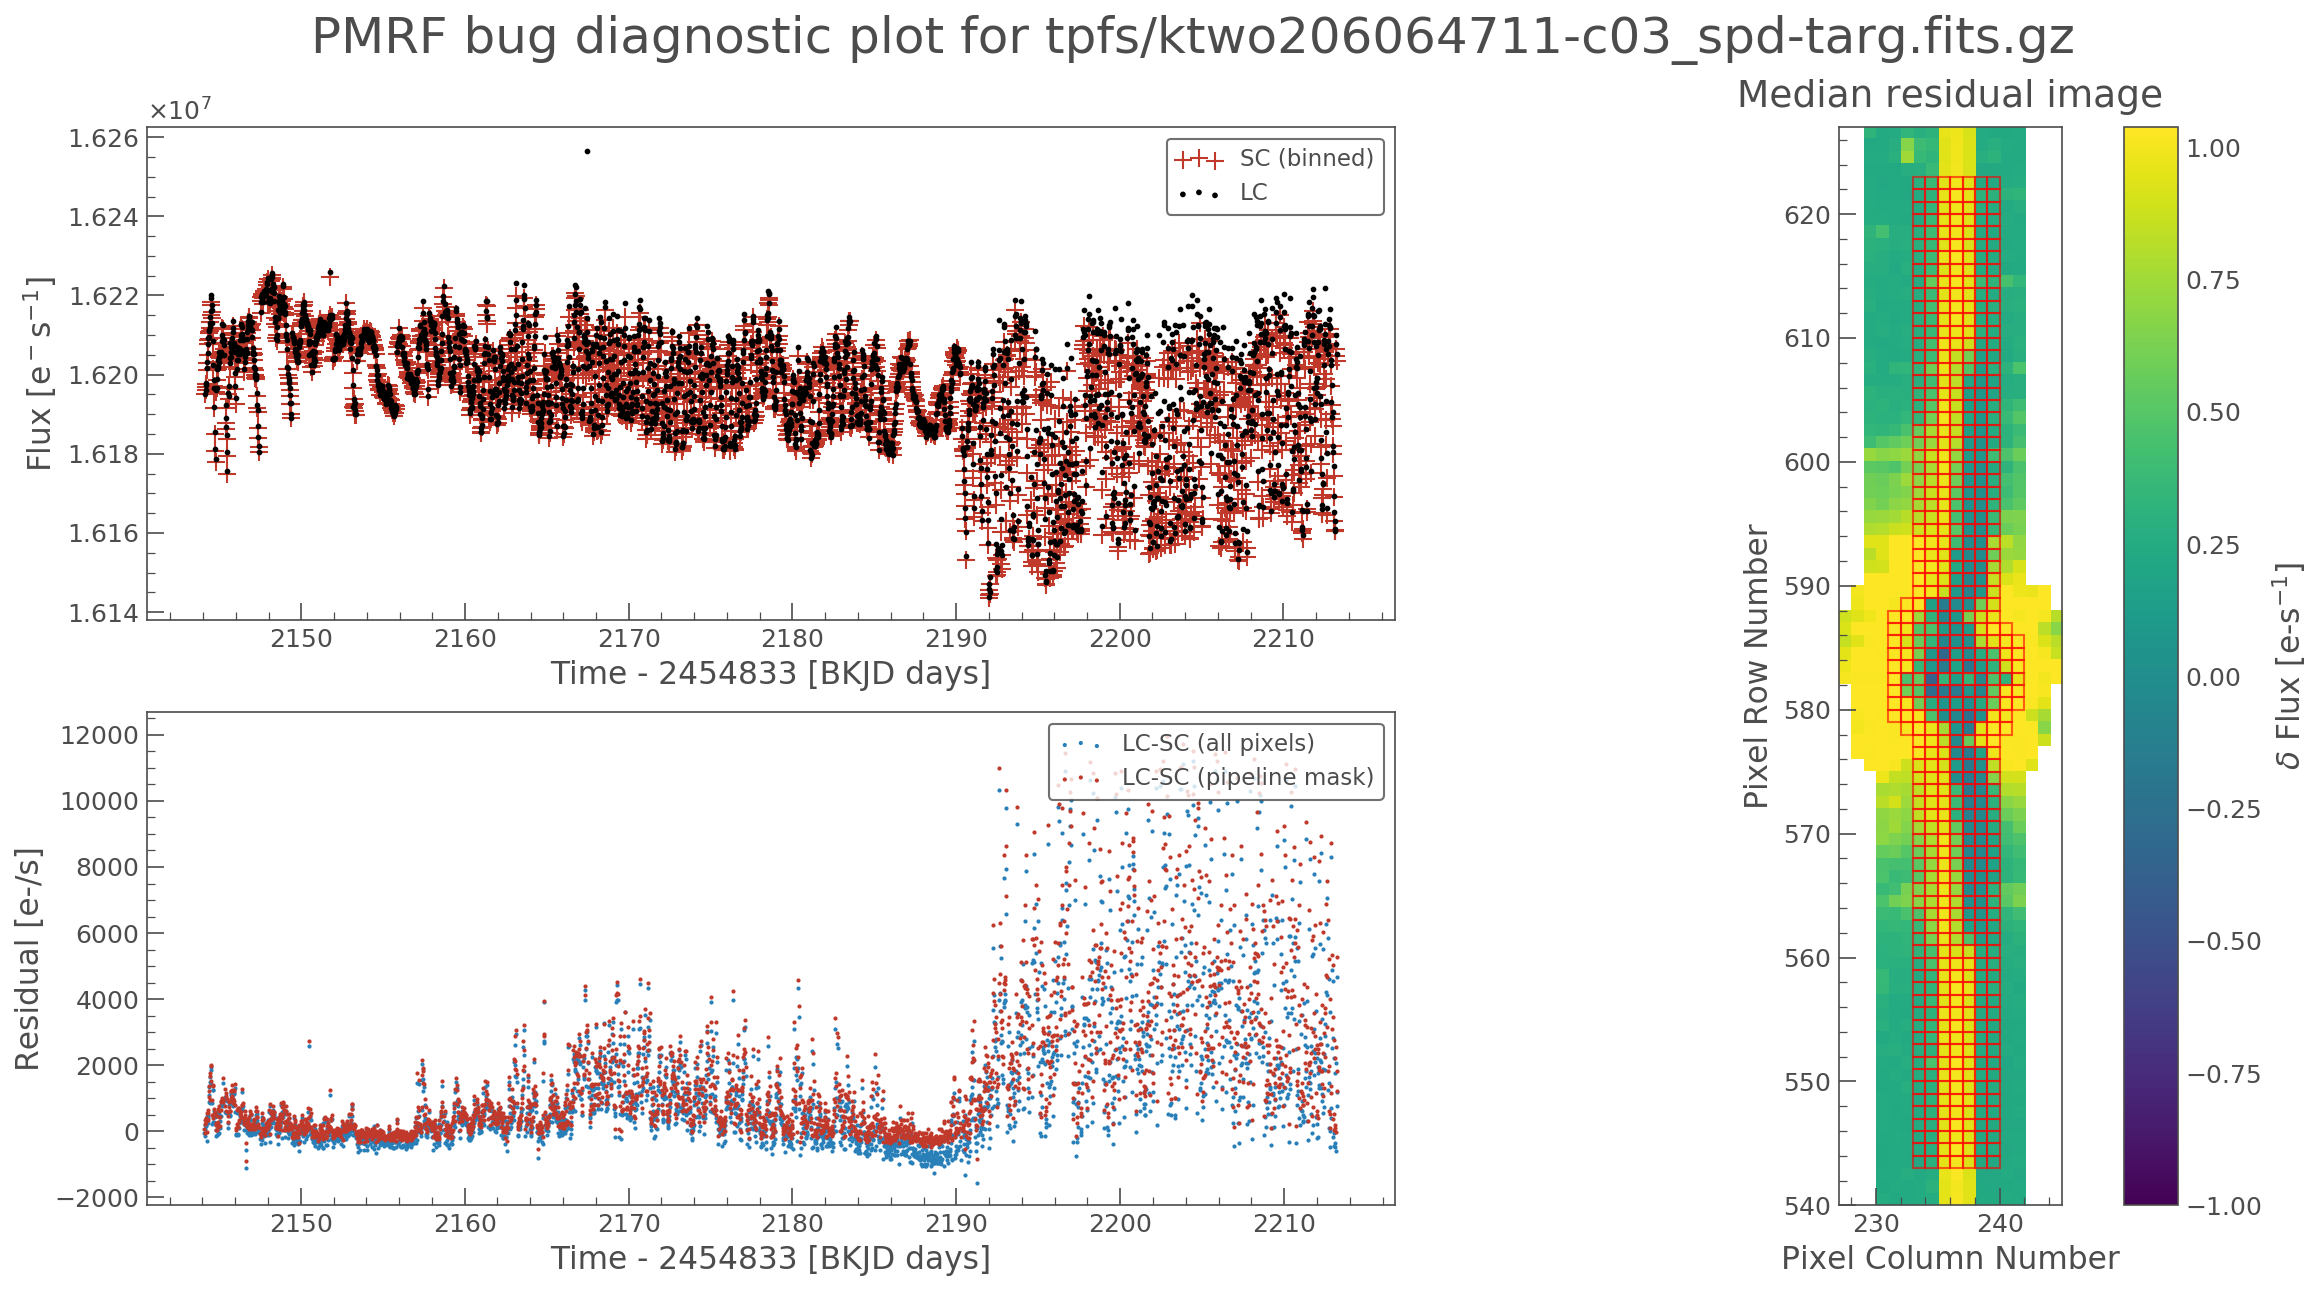 PMRF bug diagnostic plot for tpfs/ktwo206064711-c03_spd-targ.fits.gz
×10⁷
1.626
1.624
1.622
1.620
1.618
1.616
1.614
Flux [e⁻ s⁻¹]
SC (binned)
LC
2150 2160 2170 2180 2190 2200 2210
Time - 2454833 [BKJD days]
12000
10000
8000
6000
4000
2000
0
−2000
Residual [e-/s]
LC-SC (all pixels)
LC-SC (pipeline mask)
2150 2160 2170 2180 2190 2200 2210
Time - 2454833 [BKJD days]
Median residual image
620
610
600
590
580
570
560
550
540
Pixel Row Number
230 240
Pixel Column Number
1.00
0.75
0.50
0.25
0.00
−0.25
−0.50
−0.75
−1.00
δ Flux [e-s⁻¹]